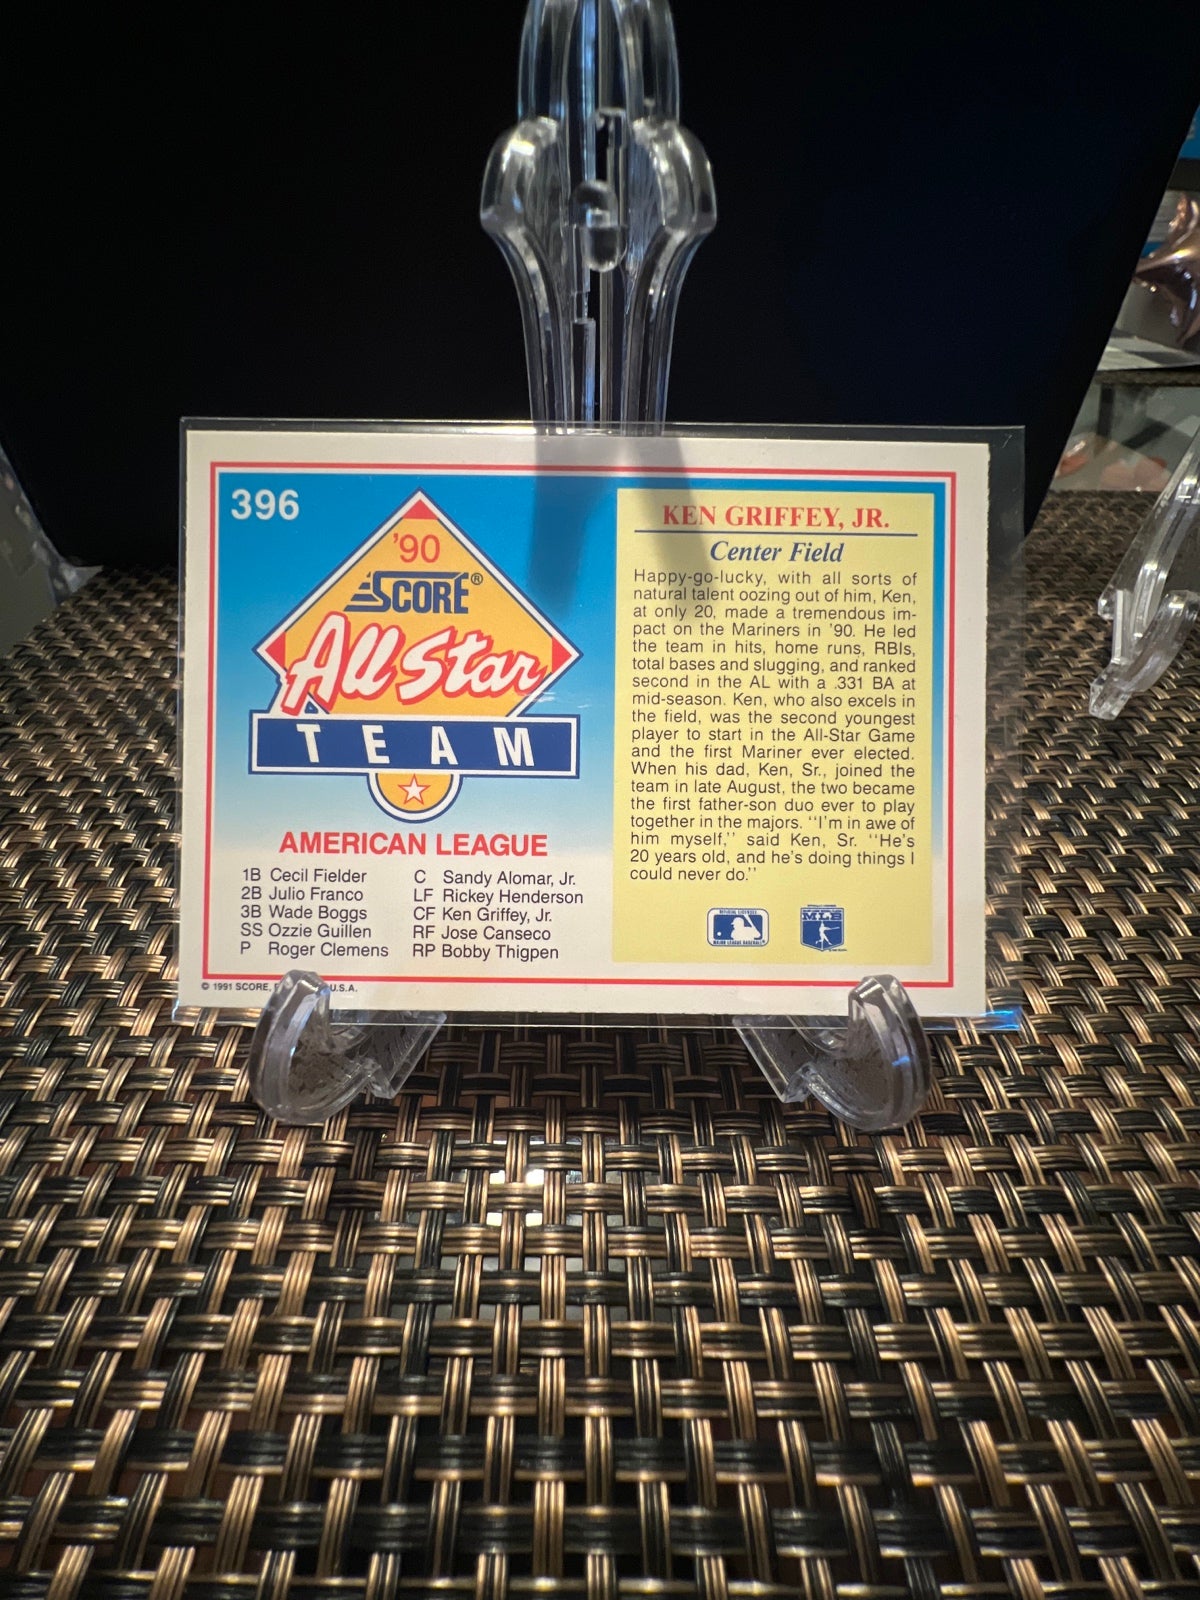 396
'90
SCORE®
All Star
TEAM
AMERICAN LEAGUE
1B Cecil Fielder
2B Julio Franco
3B Wade Boggs
SS Ozzie Guillen
P Roger Clemens
C Sandy Alomar, Jr.
LF Rickey Henderson
CF Ken Griffey, Jr.
RF Jose Canseco
RP Bobby Thigpen
© 1991 SCORE, U.S.A.
KEN GRIFFEY, JR.
Center Field
Happy-go-lucky, with all sorts of
natural talent oozing out of him, Ken,
at only 20, made a tremendous im-
pact on the Mariners in '90. He led
the team in hits, home runs, RBIs,
total bases and slugging, and ranked
second in the AL with a .331 BA at
mid-season. Ken, who also excels in
the field, was the second youngest
player to start in the All-Star Game
and the first Mariner ever elected.
When his dad, Ken, Sr., joined the
team in late August, the two became
the first father-son duo ever to play
together in the majors. ''I'm in awe of
him myself,'' said Ken, Sr. ''He's
20 years old, and he's doing things I
could never do.''
MAJOR LEAGUE BASEBALL
MLB